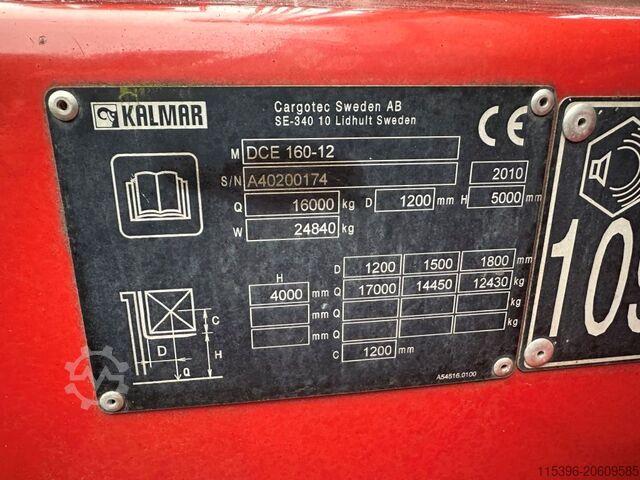 KALMAR
Cargotec Sweden AB
SE-340 10 Lidhult Sweden
CE
M DCE 160-12
S/N A40200174 2010
Q 16000 kg D 1200 mm H 5000 mm
W 24840 kg
D 1200 1500 1800 mm
H 4000 mm Q 17000 14450 12430 kg
mm Q kg
mm Q kg
C 1200 mm
C
D
H
Q
A54516.0100
109
115396-20609585